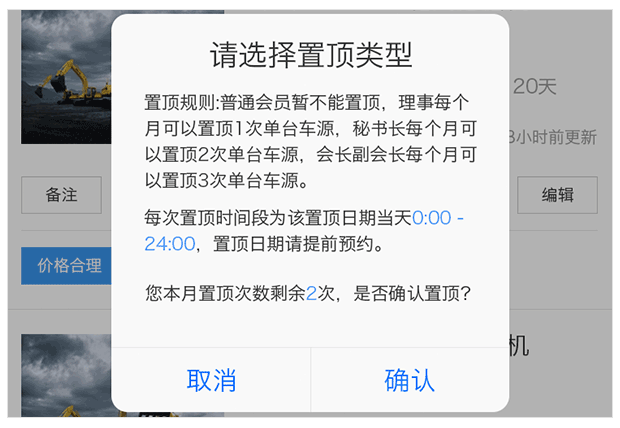 请选择置顶类型
置顶规则:普通会员暂不能置顶，理事每个
月可以置顶1次单台车源，秘书长每个月可
以置顶2次单台车源，会长副会长每个月可
以置顶3次单台车源。
每次置顶时间段为该置顶日期当天0:00 -
24:00，置顶日期请提前预约。
您本月置顶次数剩余2次，是否确认置顶？
取消
确认
20天
小时前更新
备注
编辑
价格合理
机